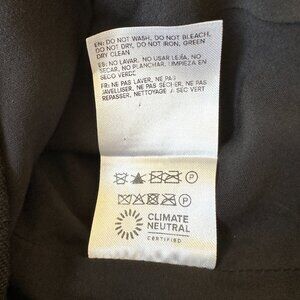 EN: DO NOT WASH, DO NOT BLEACH,
DO NOT DRY, DO NOT IRON, GREEN
DRY CLEAN
ES: NO LAVAR, NO USAR LEJÍA, NO
SECAR, NO PLANCHAR, LIMPIEZA EN
SECO VERDE
FR: NE PAS LAVER, NE PAS
JAVELLISER, NE PAS SÉCHER, NE PAS
REPASSER, NETTOYAGE À SEC VERT
P
P
CLIMATE
NEUTRAL
CERTIFIED